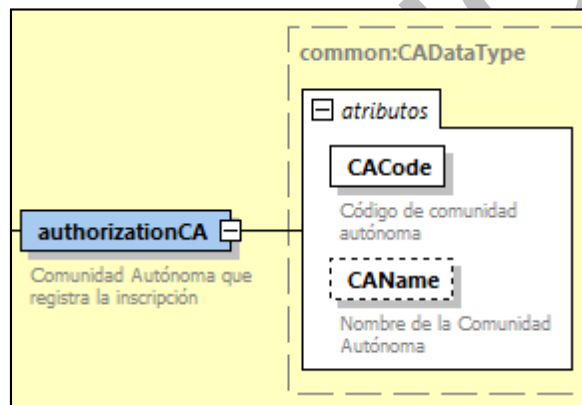 common:CADataType
atributos
CACode
Código de comunidad
autónoma
authorizationCA
Comunidad Autónoma que
registra la inscripción
CAName
Nombre de la Comunidad
Autónoma